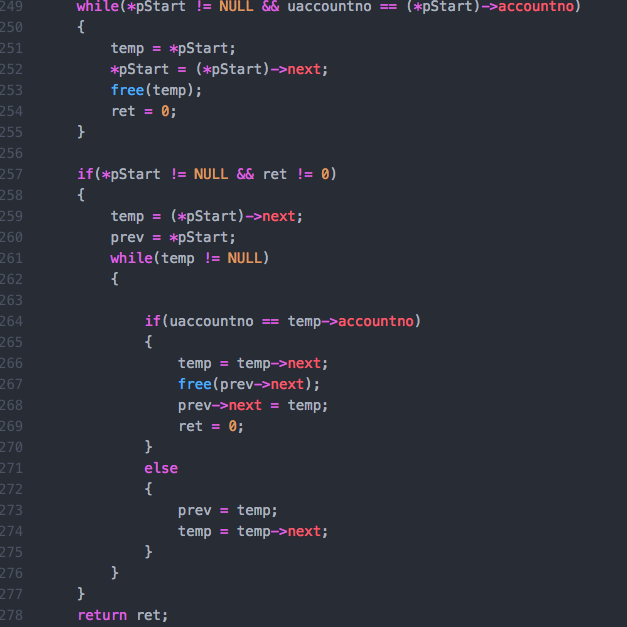 249 while(*pStart != NULL && uaccountno == (*pStart)->accountno)
250 {
251 temp = *pStart;
252 *pStart = (*pStart)->next;
253 free(temp);
254 ret = 0;
255 }
256
257 if(*pStart != NULL && ret != 0)
258 {
259 temp = (*pStart)->next;
260 prev = *pStart;
261 while(temp != NULL)
262 {
263
264 if(uaccountno == temp->accountno)
265 {
266 temp = temp->next;
267 free(prev->next);
268 prev->next = temp;
269 ret = 0;
270 }
271 else
272 {
273 prev = temp;
274 temp = temp->next;
275 }
276 }
277 }
278 return ret;